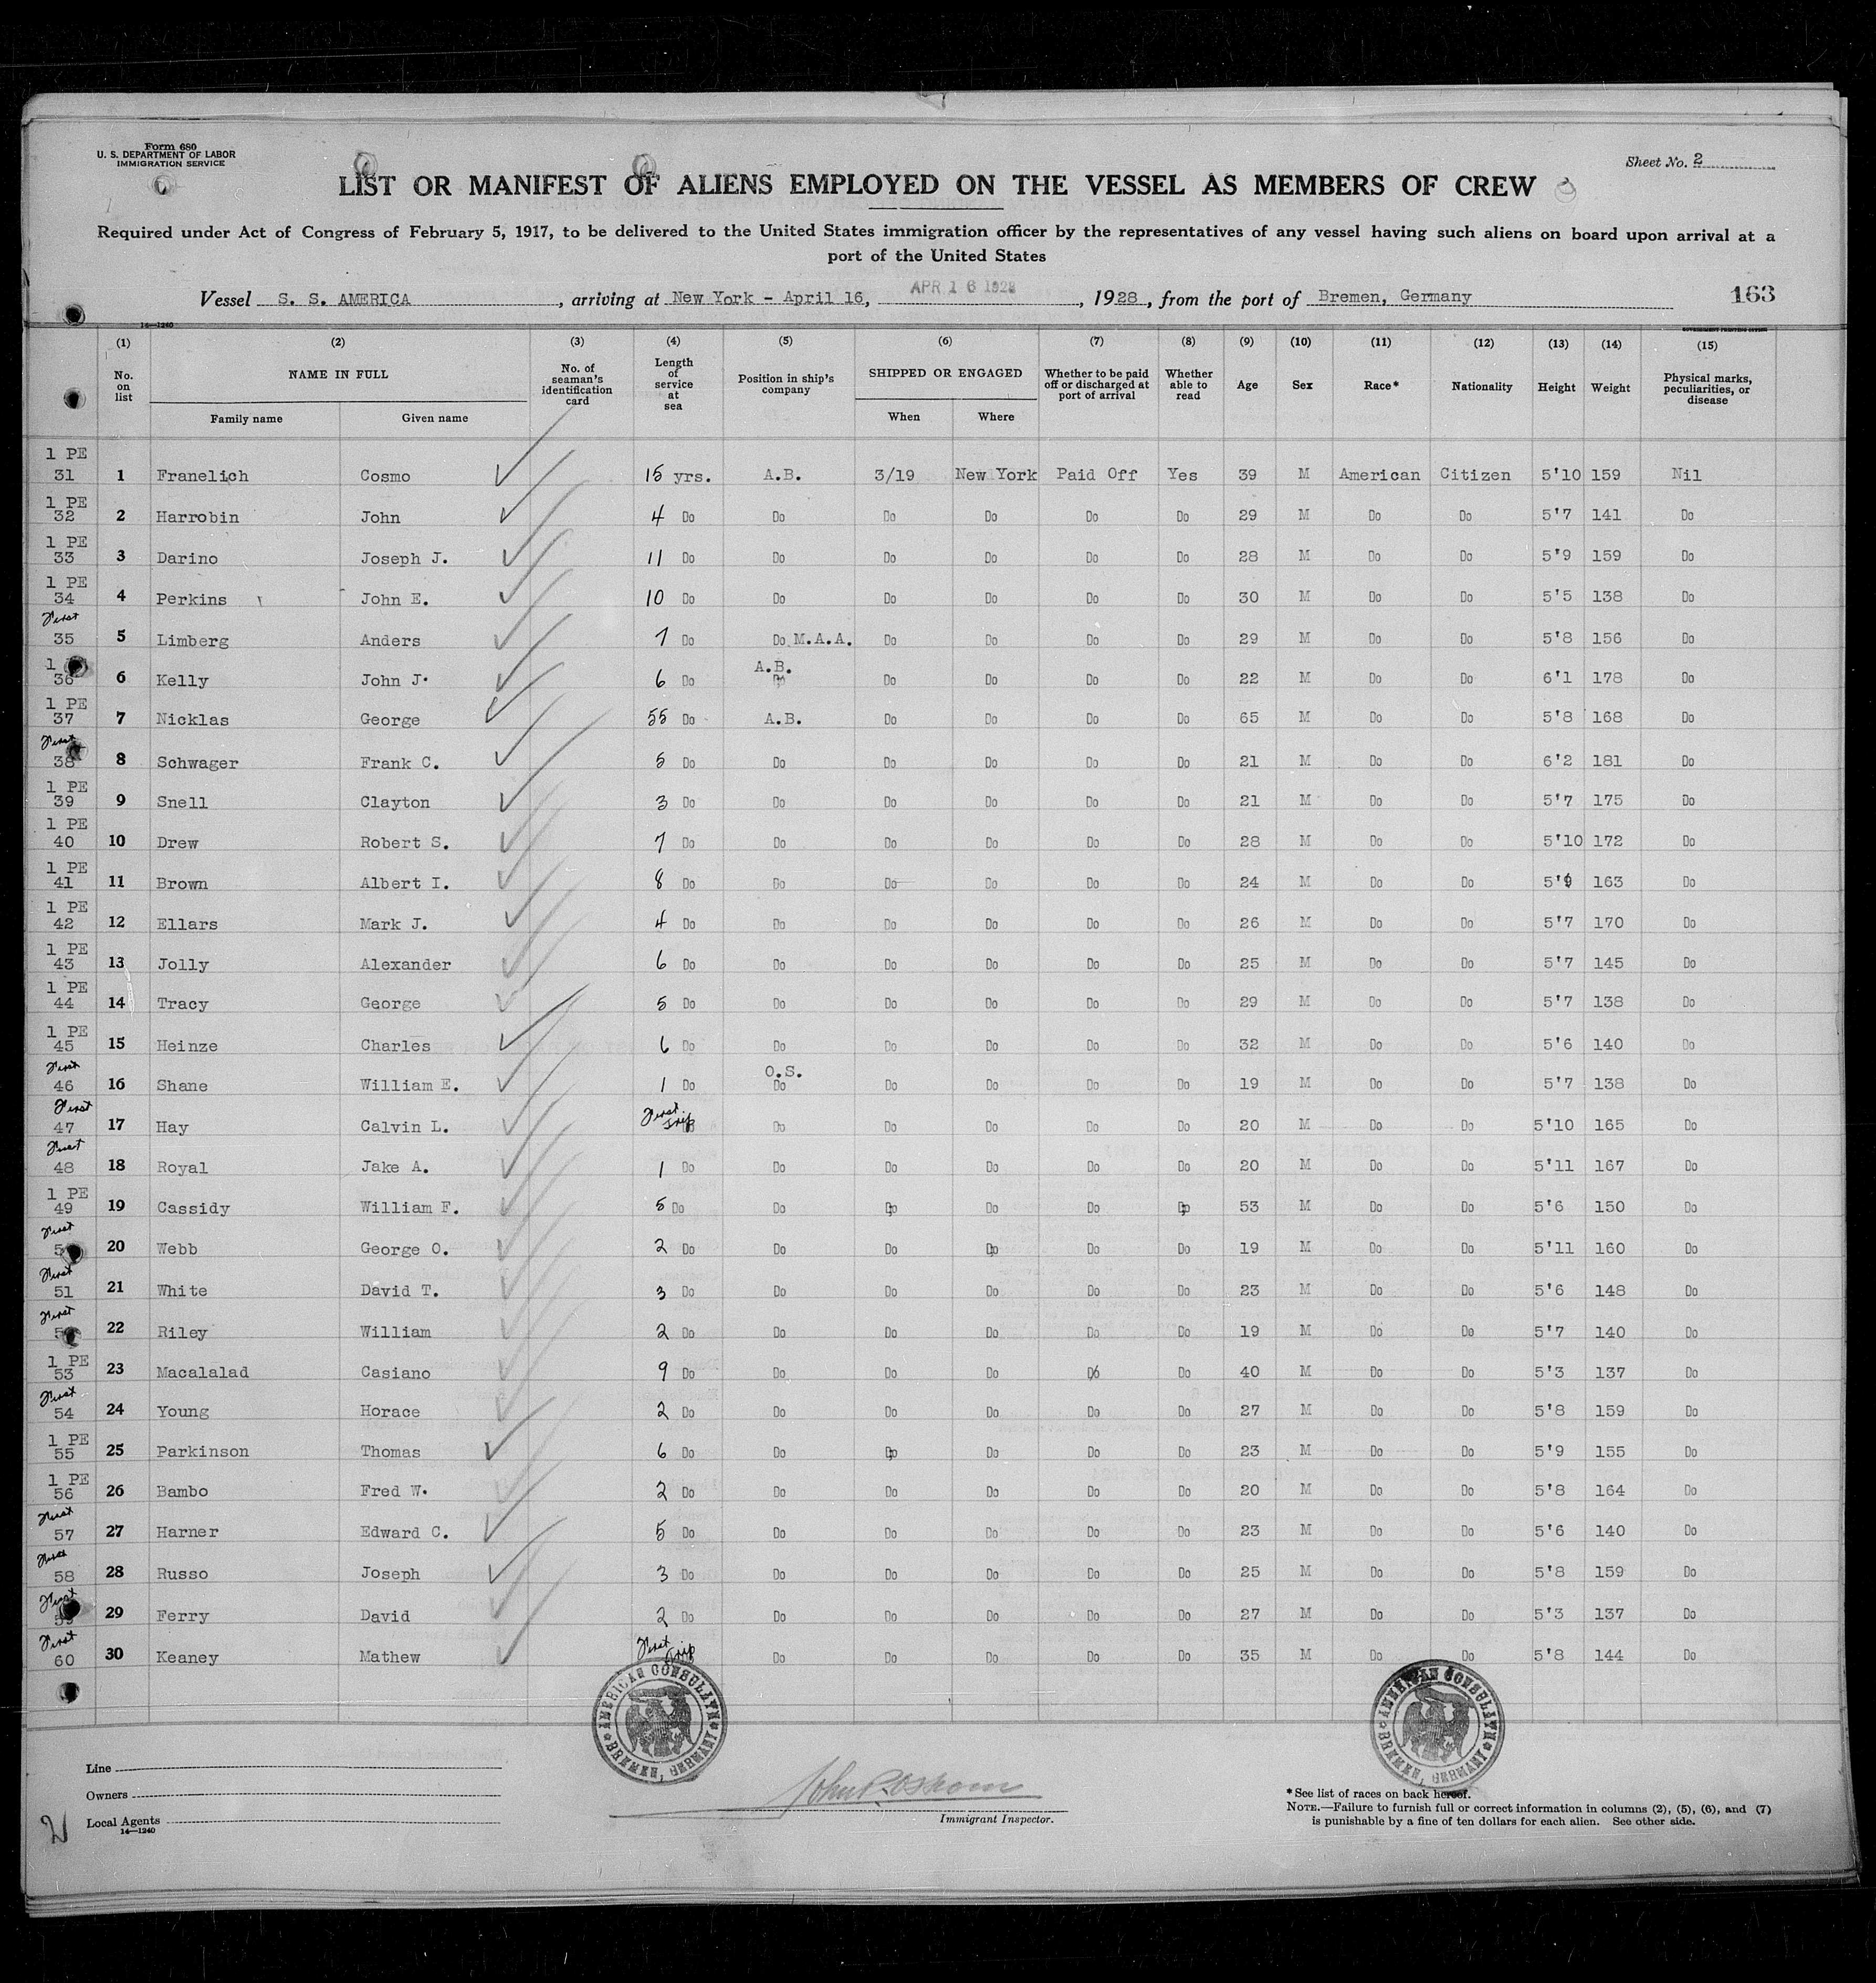 Form 680
U. S. DEPARTMENT OF LABOR
IMMIGRATION SERVICE
Sheet No. 2
LIST OR MANIFEST OF ALIENS EMPLOYED ON THE VESSEL AS MEMBERS OF CREW
Required under Act of Congress of February 5, 1917, to be delivered to the United States immigration officer by the representatives of any vessel having such aliens on board upon arrival at a
port of the United States
Vessel S. S. AMERICA, arriving at New York - April 16, APR 16 1928, 1928, from the port of Bremen, Germany 163
14—1240
(1) (2) (3) (4) (5) (6) (7) (8) (9) (10) (11) (12) (13) (14) (15)
No. on list NAME IN FULL Family name Given name No. of seaman's identification card Length of service at sea Position in ship's company SHIPPED OR ENGAGED When Where Whether to be paid off or discharged at port of arrival Whether able to read Age Sex Race* Nationality Height Weight Physical marks, peculiarities, or disease
1 PE 31 1 Franelich Cosmo 15 yrs. A.B. 3/19 New York Paid Off Yes 39 M American Citizen 5'10 159 Nil
1 PE 32 2 Harrobin John 4 Do Do Do Do Do Do 29 M Do Do 5'7 141 Do
1 PE 33 3 Darino Joseph J. 11 Do Do Do Do Do Do 28 M Do Do 5'9 159 Do
1 PE 34 4 Perkins John E. 10 Do Do Do Do Do Do 30 M Do Do 5'5 138 Do
First 35 5 Limberg Anders 7 Do Do M.A.A. Do Do Do Do 29 M Do Do 5'8 156 Do
1 36 6 Kelly John J. 6 Do A.B. Do Do Do Do 22 M Do Do 6'1 178 Do
1 PE 37 7 Nicklas George 55 Do A.B. Do Do Do Do 65 M Do Do 5'8 168 Do
First 38 8 Schwager Frank C. 5 Do Do Do Do Do Do 21 M Do Do 6'2 181 Do
1 PE 39 9 Snell Clayton 3 Do Do Do Do Do Do 21 M Do Do 5'7 175 Do
1 PE 40 10 Drew Robert S. 7 Do Do Do Do Do Do 28 M Do Do 5'10 172 Do
1 PE 41 11 Brown Albert I. 8 Do Do Do Do Do Do 24 M Do Do 163 Do
1 PE 42 12 Ellars Mark J. 4 Do Do Do Do Do Do 26 M Do Do 5'7 170 Do
1 PE 43 13 Jolly Alexander 6 Do Do Do Do Do Do 25 M Do Do 5'7 145 Do
1 PE 44 14 Tracy George 5 Do Do Do Do Do Do 29 M Do Do 5'7 138 Do
1 PE 45 15 Heinze Charles 6 Do Do Do Do Do Do 32 M Do Do 5'6 140 Do
First 46 16 Shane William E. 1 Do O.S. Do Do Do Do Do 19 M Do Do 5'7 138 Do
First 47 17 Hay Calvin L. First Trip Do Do Do Do Do 20 M Do Do 5'10 165 Do
First 48 18 Royal Jake A. 1 Do Do Do Do Do Do 20 M Do Do 5'11 167 Do
1 PE 49 19 Cassidy William F. 5 Do Do Do Do Do Do 53 M Do Do 5'6 150 Do
First 20 Webb George O. 2 Do Do Do Do Do Do 19 M Do Do 5'11 160 Do
First 51 21 White David T. 3 Do Do Do Do Do Do 23 M Do Do 5'6 148 Do
First 22 Riley William 2 Do Do Do Do Do Do 19 M Do Do 5'7 140 Do
1 PE 53 23 Macalalad Casiano 9 Do Do Do Do Do Do 40 M Do Do 5'3 137 Do
First 54 24 Young Horace 2 Do Do Do Do Do Do 27 M Do Do 5'8 159 Do
1 PE 55 25 Parkinson Thomas 6 Do Do Do Do Do Do 23 M Do Do 5'9 155 Do
1 PE 56 26 Bambo Fred W. 2 Do Do Do Do Do Do 20 M Do Do 5'8 164 Do
First 57 27 Harner Edward C. 5 Do Do Do Do Do Do 23 M Do Do 5'6 140 Do
First 58 28 Russo Joseph 3 Do Do Do Do Do Do 25 M Do Do 5'8 159 Do
First 29 Ferry David 2 Do Do Do Do Do Do 27 M Do Do 5'3 137 Do
First 60 30 Keaney Mathew First Trip Do Do Do Do Do 35 M Do Do 5'8 144 Do
AMERICAN CONSULATE BREMEN, GERMANY
AMERICAN CONSULATE BREMEN, GERMANY
Line
Owners
Local Agents
14—1240
Immigrant Inspector.
*See list of races on back hereof.
NOTE.—Failure to furnish full or correct information in columns (2), (5), (6), and (7)
is punishable by a fine of ten dollars for each alien. See other side.